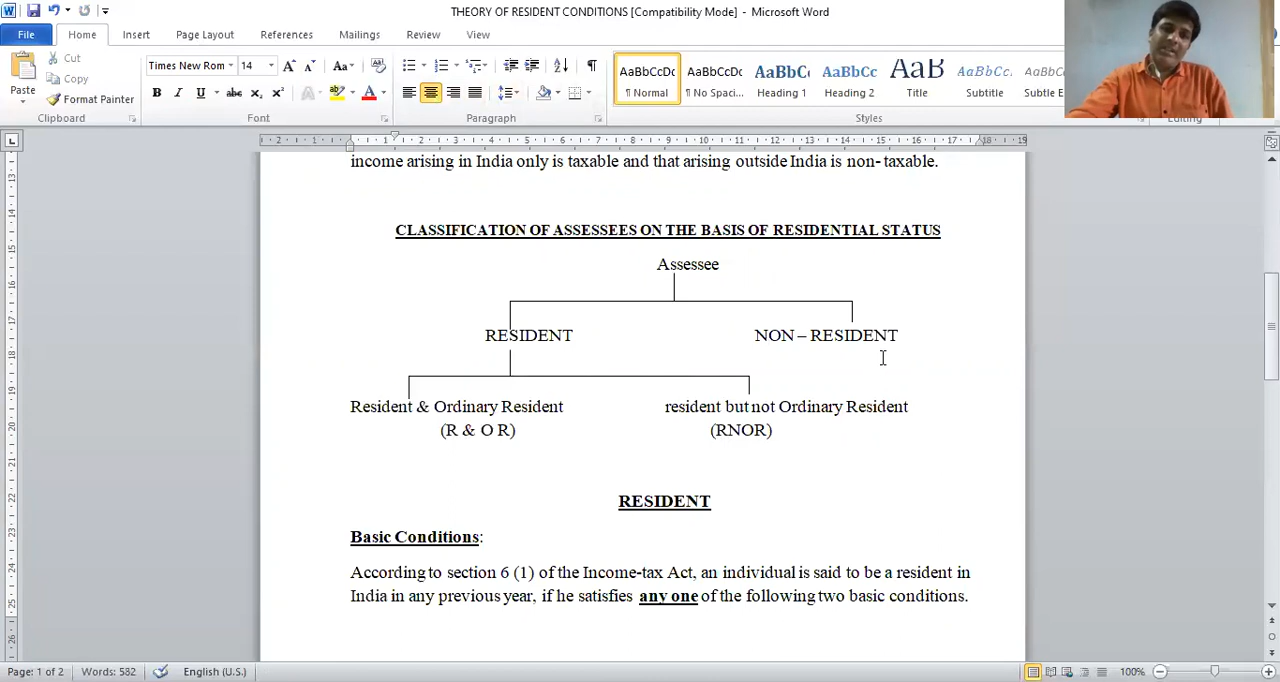 THEORY OF RESIDENT CONDITIONS [Compatibility Mode] - Microsoft Word
File Home Insert Page Layout References Mailings Review View
Cut
Copy
Format Painter
Paste
Clipboard
Times New Rom 14
Font
Paragraph
AaBbCcDc AaBbCcDc AaBbCc AaBbCc AaB AaBbCc. AaBbCc
¶ Normal ¶ No Spaci... Heading 1 Heading 2 Title Subtitle Subtle E
Styles
Editing
income arising in India only is taxable and that arising outside India is non- taxable.
CLASSIFICATION OF ASSESSEES ON THE BASIS OF RESIDENTIAL STATUS
Assessee
RESIDENT NON – RESIDENT
Resident & Ordinary Resident resident but not Ordinary Resident
(R & O R) (RNOR)
RESIDENT
Basic Conditions:
According to section 6 (1) of the Income-tax Act, an individual is said to be a resident in
India in any previous year, if he satisfies any one of the following two basic conditions.
Page: 1 of 2 Words: 582 English (U.S.) 100%